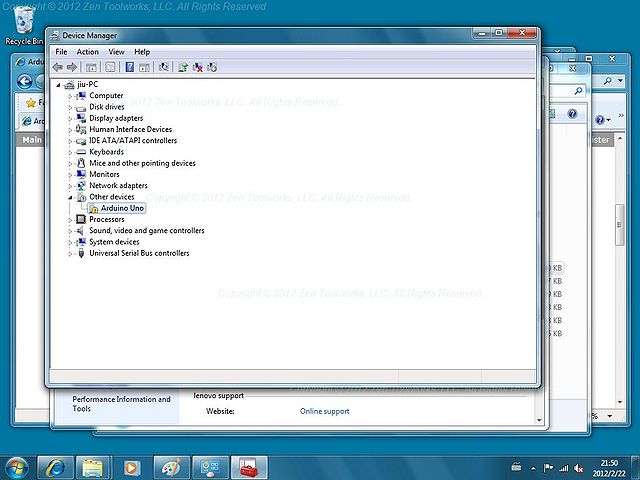 Copyright © 2012 Zen Toolworks, LLC. All Rights Reserved.
Recycle Bin
Device Manager
File Action View Help
jiu-PC
Computer
Disk drives
Display adapters
Human Interface Devices
IDE ATA/ATAPI controllers
Keyboards
Mice and other pointing devices
Monitors
Network adapters
Other devices
Arduino Uno
Processors
Sound, video and game controllers
System devices
Universal Serial Bus controllers
Copyright © 2012 Zen Toolworks, LLC. All Rights Reserved.
Copyright © 2012 Zen Toolworks, LLC. All Rights Reserved.
Copyright © 2012 Zen Toolworks, LLC. All Rights Reserved.
Main
KB
KB
KB
KB
KB
KB
Performance Information and
Tools
lenovo support
Website: Online support
21:50
2012/2/22